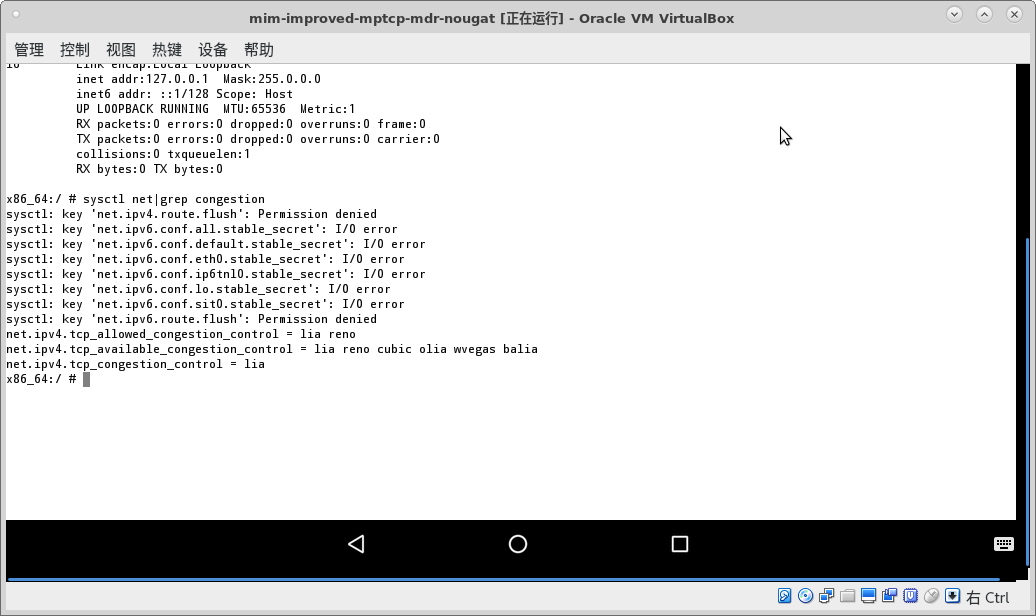 mim-improved-mptcp-mdr-nougat [正在运行] - Oracle VM VirtualBox
管理 控制 视图 热键 设备 帮助
lo Link encap:Local Loopback
inet addr:127.0.0.1 Mask:255.0.0.0
inet6 addr: ::1/128 Scope: Host
UP LOOPBACK RUNNING MTU:65536 Metric:1
RX packets:0 errors:0 dropped:0 overruns:0 frame:0
TX packets:0 errors:0 dropped:0 overruns:0 carrier:0
collisions:0 txqueuelen:1
RX bytes:0 TX bytes:0
x86_64:/ # sysctl net|grep congestion
sysctl: key 'net.ipv4.route.flush': Permission denied
sysctl: key 'net.ipv6.conf.all.stable_secret': I/O error
sysctl: key 'net.ipv6.conf.default.stable_secret': I/O error
sysctl: key 'net.ipv6.conf.eth0.stable_secret': I/O error
sysctl: key 'net.ipv6.conf.ip6tnl0.stable_secret': I/O error
sysctl: key 'net.ipv6.conf.lo.stable_secret': I/O error
sysctl: key 'net.ipv6.conf.sit0.stable_secret': I/O error
sysctl: key 'net.ipv6.route.flush': Permission denied
net.ipv4.tcp_allowed_congestion_control = lia reno
net.ipv4.tcp_available_congestion_control = lia reno cubic olia wvegas balia
net.ipv4.tcp_congestion_control = lia
x86_64:/ #
右 Ctrl